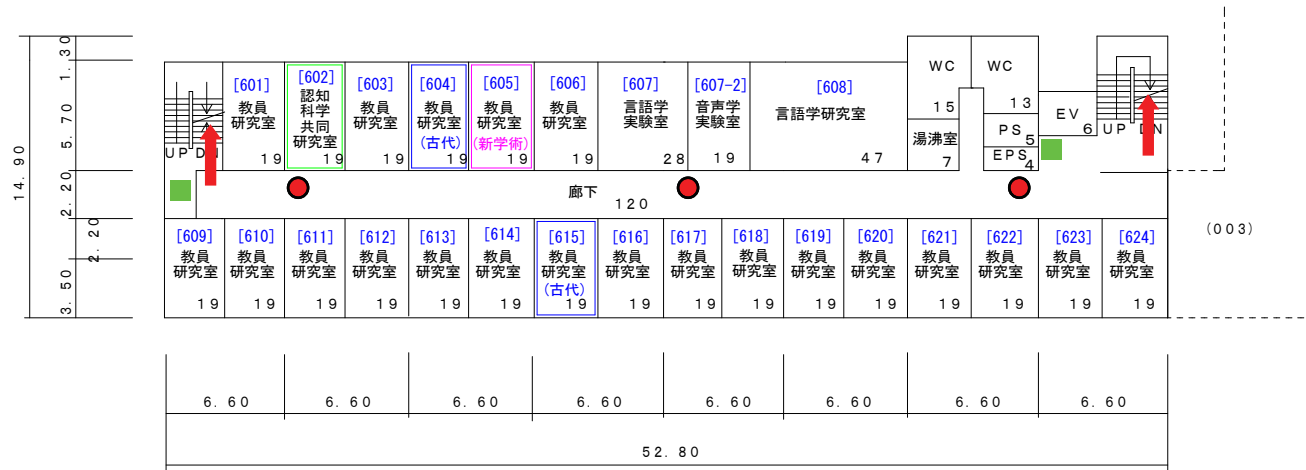 WC
WC
[601]
教員
研究室
19
[602]
認知
科学
共同
研究室
19
[603]
教員
研究室
19
[604]
教員
研究室
(古代)
19
[605]
教員
研究室
(新学術)
19
[606]
教員
研究室
19
[607]
言語学
実験室
28
[607-2]
音声学
実験室
19
[608]
言語学研究室
47
15
13
湯沸室
7
PS
5
EPS
4
EV
6
UP DN
UP DN
廊下
120
[609]
教員
研究室
19
[610]
教員
研究室
19
[611]
教員
研究室
19
[612]
教員
研究室
19
[613]
教員
研究室
19
[614]
教員
研究室
19
[615]
教員
研究室
(古代)
19
[616]
教員
研究室
19
[617]
教員
研究室
19
[618]
教員
研究室
19
[619]
教員
研究室
19
[620]
教員
研究室
19
[621]
教員
研究室
19
[622]
教員
研究室
19
[623]
教員
研究室
19
[624]
教員
研究室
19
(003)
14.90
1.30
5.70
2.20
2.20
3.50
6.60
6.60
6.60
6.60
6.60
6.60
6.60
6.60
52.80